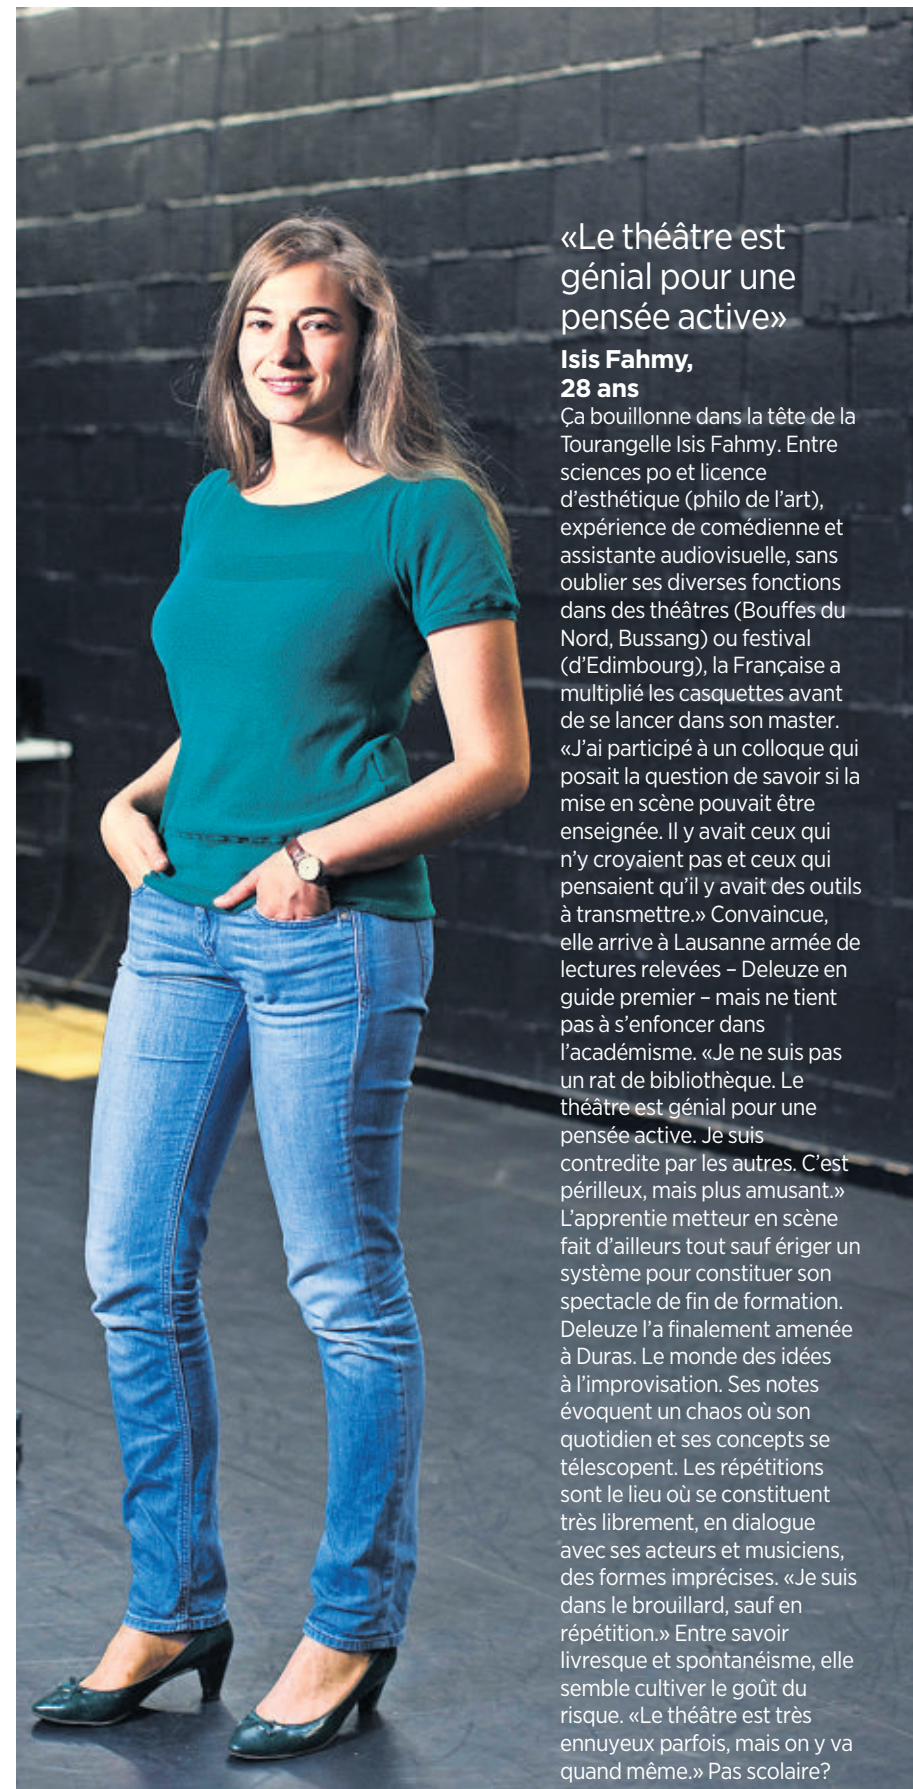 «Le théâtre est
génial pour une
pensée active»
Isis Fahmy,
28 ans
Ça bouillonne dans la tête de la
Tourangelle Isis Fahmy. Entre
sciences po et licence
d’esthétique (philo de l’art),
expérience de comédienne et
assistante audiovisuelle, sans
oublier ses diverses fonctions
dans des théâtres (Bouffes du
Nord, Bussang) ou festival
(d’Edimbourg), la Française a
multiplié les casquettes avant
de se lancer dans son master.
«J’ai participé à un colloque qui
posait la question de savoir si la
mise en scène pouvait être
enseignée. Il y avait ceux qui
n’y croyaient pas et ceux qui
pensaient qu’il y avait des outils
à transmettre.» Convaincue,
elle arrive à Lausanne armée de
lectures relevées – Deleuze en
guide premier – mais ne tient
pas à s’enfoncer dans
l’académisme. «Je ne suis pas
un rat de bibliothèque. Le
théâtre est génial pour une
pensée active. Je suis
contredite par les autres. C’est
périlleux, mais plus amusant.»
L’apprentie metteur en scène
fait d’ailleurs tout sauf ériger un
système pour constituer son
spectacle de fin de formation.
Deleuze l’a finalement amenée
à Duras. Le monde des idées
à l’improvisation. Ses notes
évoquent un chaos où son
quotidien et ses concepts se
télescopent. Les répétitions
sont le lieu où se constituent
très librement, en dialogue
avec ses acteurs et musiciens,
des formes imprécises. «Je suis
dans le brouillard, sauf en
répétition.» Entre savoir
livresque et spontanéisme, elle
semble cultiver le goût du
risque. «Le théâtre est très
ennuyeux parfois, mais on y va
quand même.» Pas scolaire?